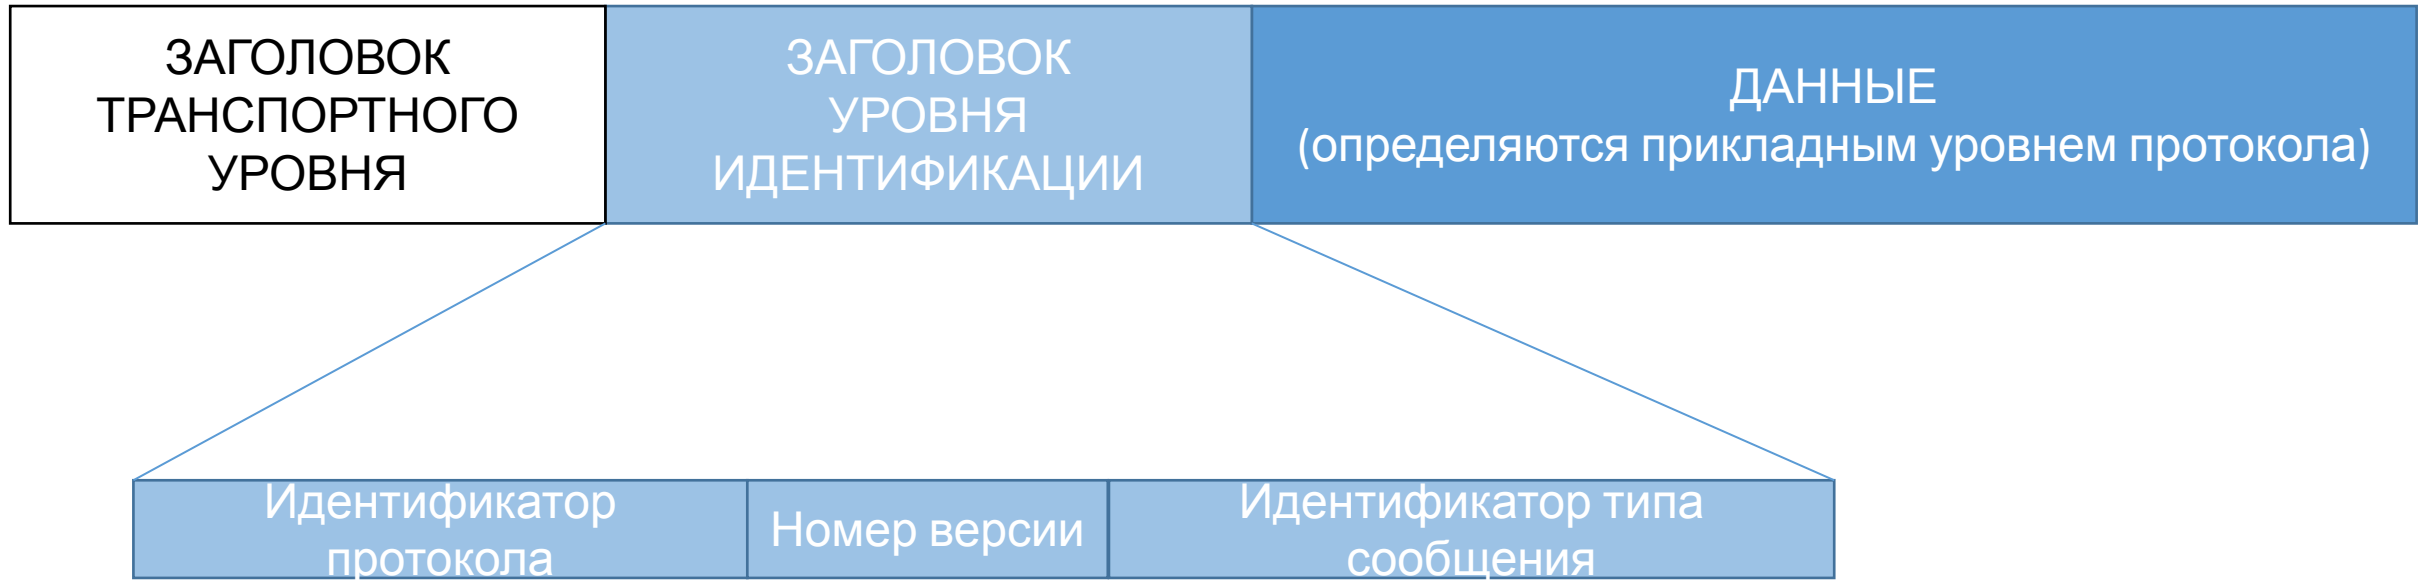 ЗАГОЛОВОК
ТРАНСПОРТНОГО
УРОВНЯ
ЗАГОЛОВОК
УРОВНЯ
ИДЕНТИФИКАЦИИ
ДАННЫЕ
(определяются прикладным уровнем протокола)
Идентификатор
протокола
Номер версии
Идентификатор типа
сообщения